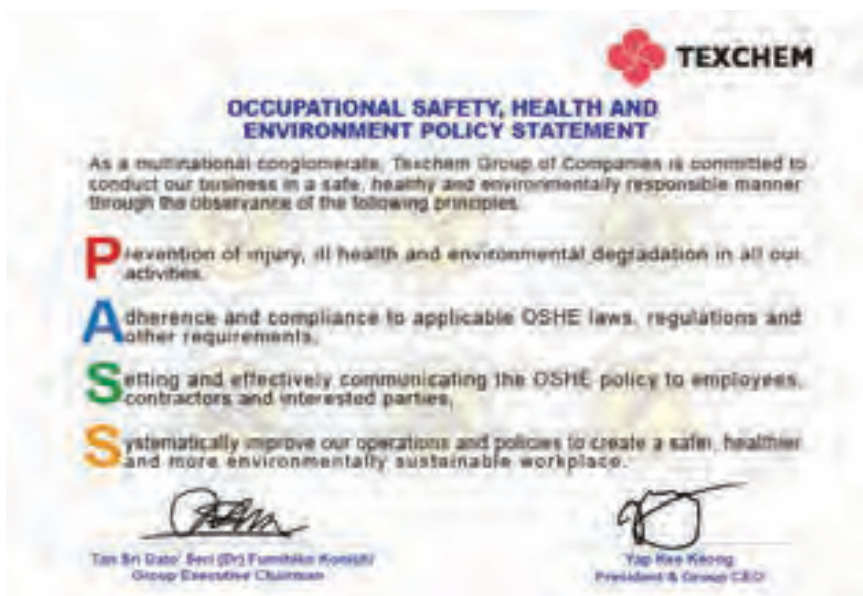 TEXCHEM
OCCUPATIONAL SAFETY, HEALTH AND
ENVIRONMENT POLICY STATEMENT
As a multinational conglomerate, Texchem Group of Companies is committed to
conduct our business in a safe, healthy and environmentally responsible manner
through the observance of the following principles.
Prevention of injury, ill health and environmental degradation in all our
activities.
Adherence and compliance to applicable OSHE laws, regulations and
other requirements.
Setting and effectively communicating the OSHE policy to employees,
contractors and interested parties.
Systematically improve our operations and policies to create a safer, healthier
and more environmentally sustainable workplace.
Tan Sri Dato' Seri (Dr) Fumihiko Konishi
Group Executive Chairman
Yap Kee Keong
President & Group CEO